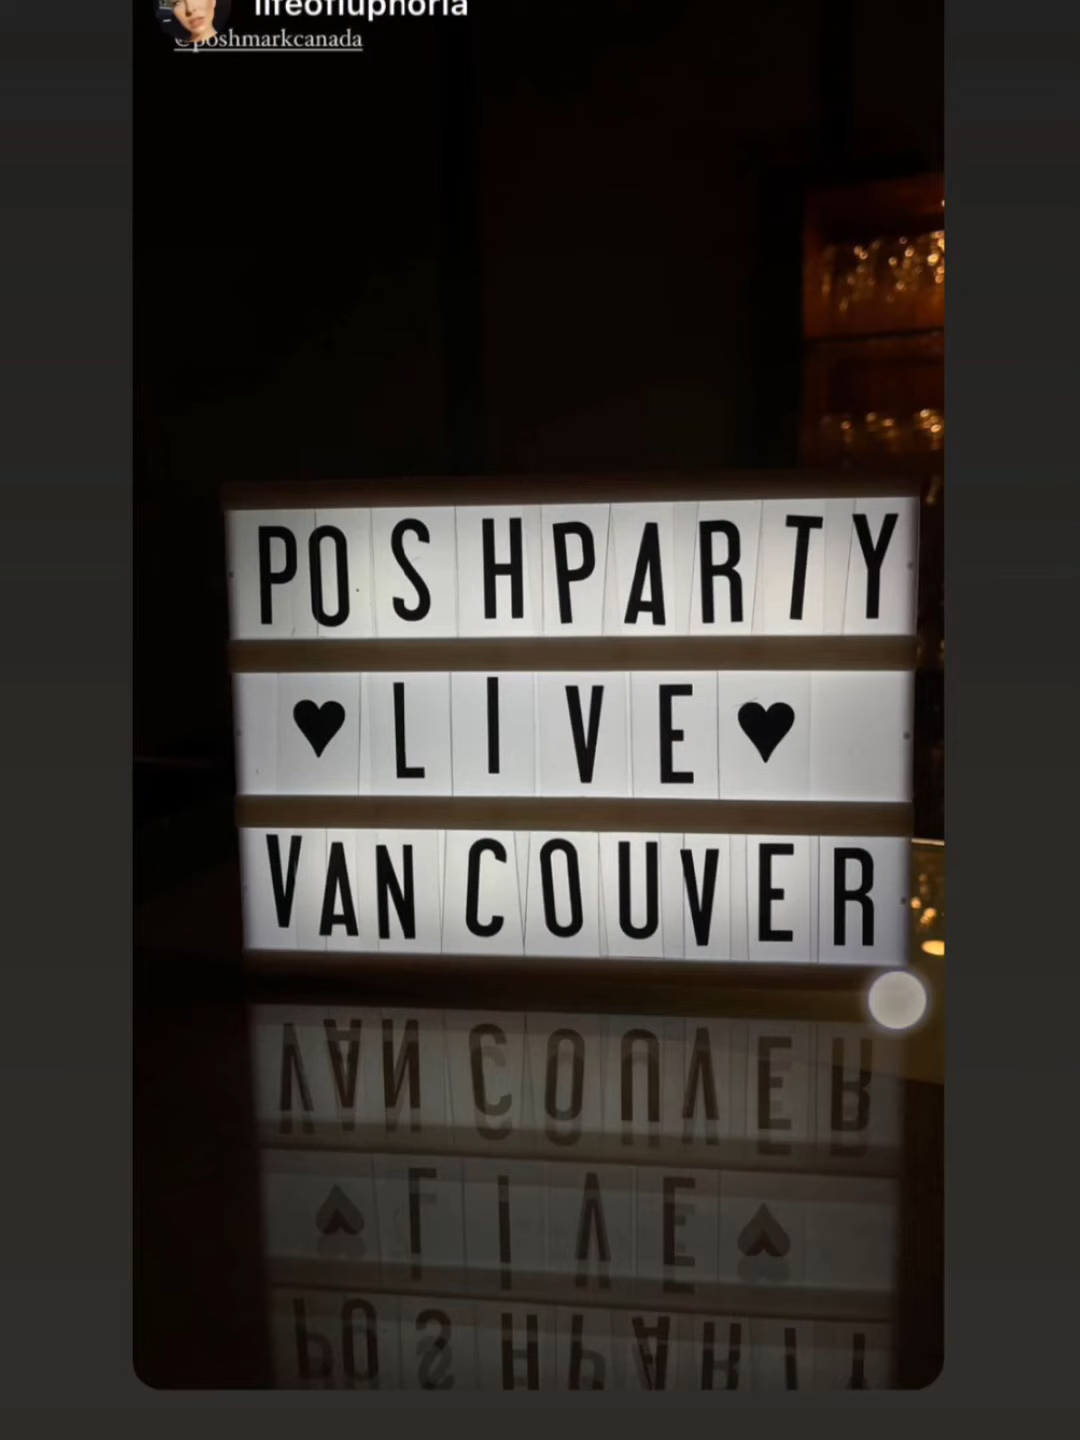 lifeofluphoria
@poshmarkcanada
POSHPARTY
♥ LIVE ♥
VANCOUVER